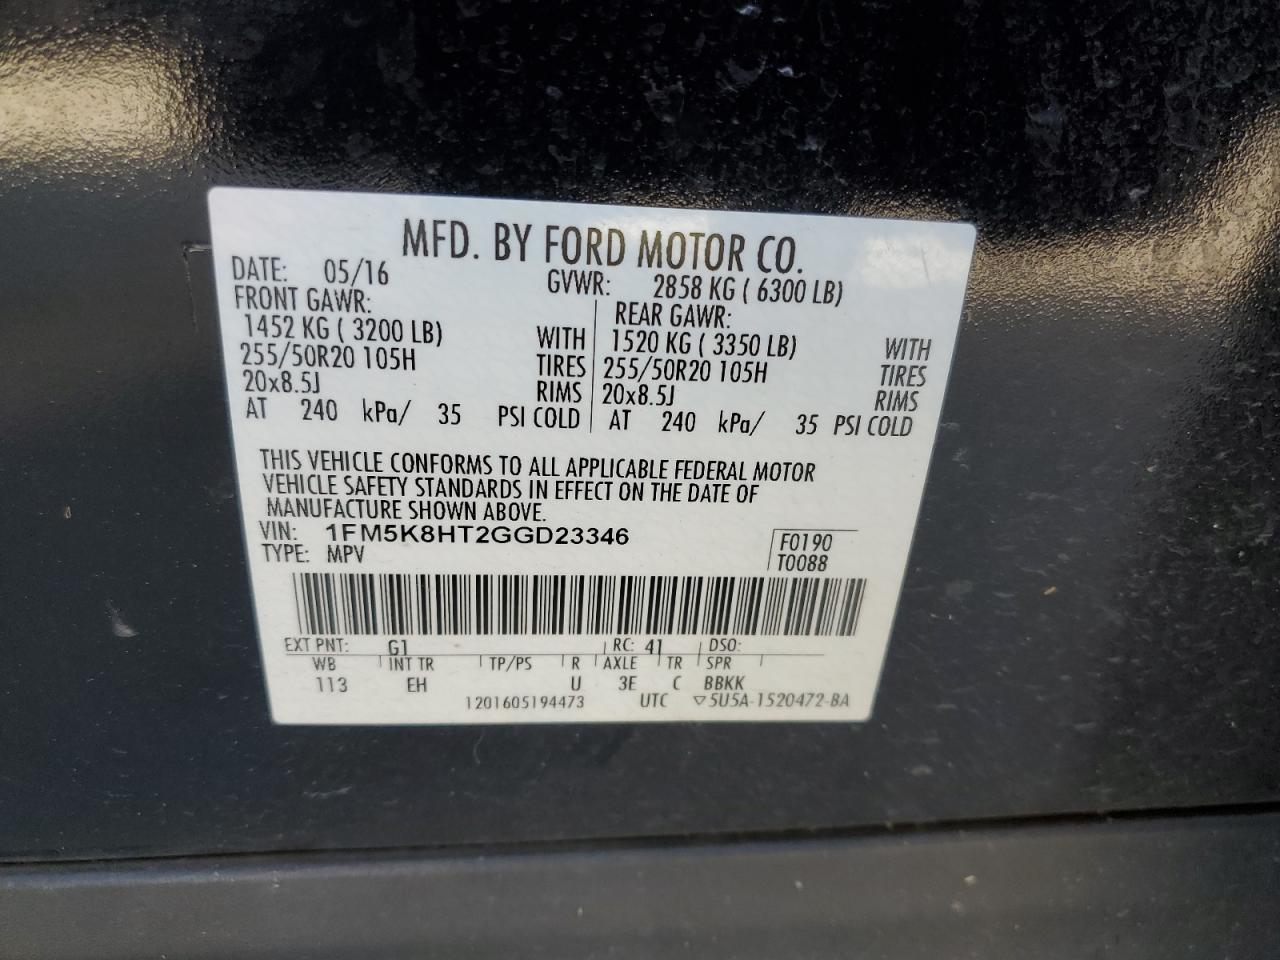 MFD. BY FORD MOTOR CO.
DATE: 05/16 GVWR: 2858 KG ( 6300 LB)
FRONT GAWR: REAR GAWR:
1452 KG ( 3200 LB) WITH 1520 KG ( 3350 LB) WITH
255/50R20 105H TIRES 255/50R20 105H TIRES
20x8.5J RIMS 20x8.5J RIMS
AT 240 kPa/ 35 PSI COLD AT 240 kPa/ 35 PSI COLD
THIS VEHICLE CONFORMS TO ALL APPLICABLE FEDERAL MOTOR
VEHICLE SAFETY STANDARDS IN EFFECT ON THE DATE OF
MANUFACTURE SHOWN ABOVE.
VIN: 1FM5K8HT2GGD23346 F0190
TYPE: MPV T0088
EXT PNT: G1 RC: 41 DSO:
WB INT TR TP/PS R AXLE TR SPR
113 EH U 3E C BBKK
1201605194473 UTC ▽5U5A-1520472-BA